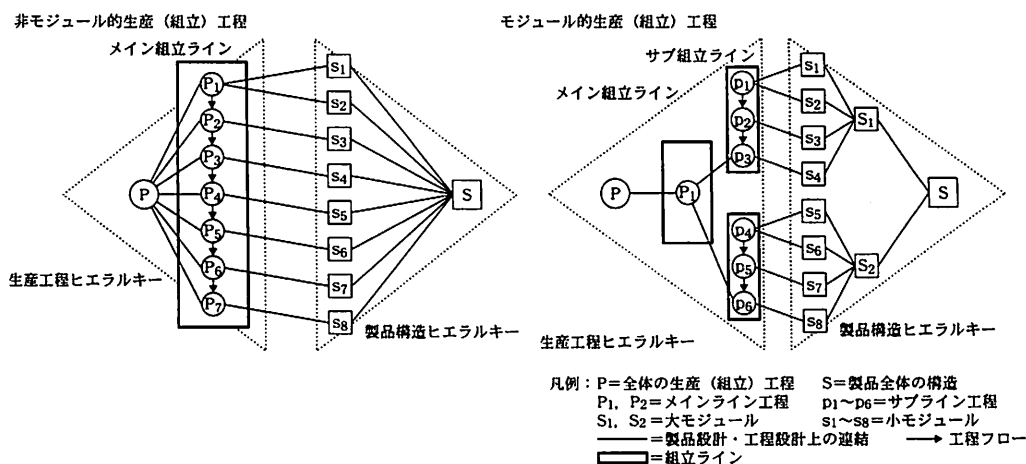 非モジュール的生産（組立）工程
メイン組立ライン
P1
P2
P3
P4
P5
P6
P7
P
s1
s2
s3
s4
s5
s6
s7
s8
S
生産工程ヒエラルキー
製品構造ヒエラルキー
モジュール的生産（組立）工程
サブ組立ライン
メイン組立ライン
P
P1
p1
p2
p3
p4
p5
p6
s1
s2
s3
s4
s5
s6
s7
s8
S1
S2
S
生産工程ヒエラルキー
製品構造ヒエラルキー
凡例：P＝全体の生産（組立）工程　S＝製品全体の構造
P1, P2＝メインライン工程　p1〜p6＝サブライン工程
S1, S2＝大モジュール　s1〜s8＝小モジュール
＝製品設計・工程設計上の連結　→ 工程フロー
＝組立ライン